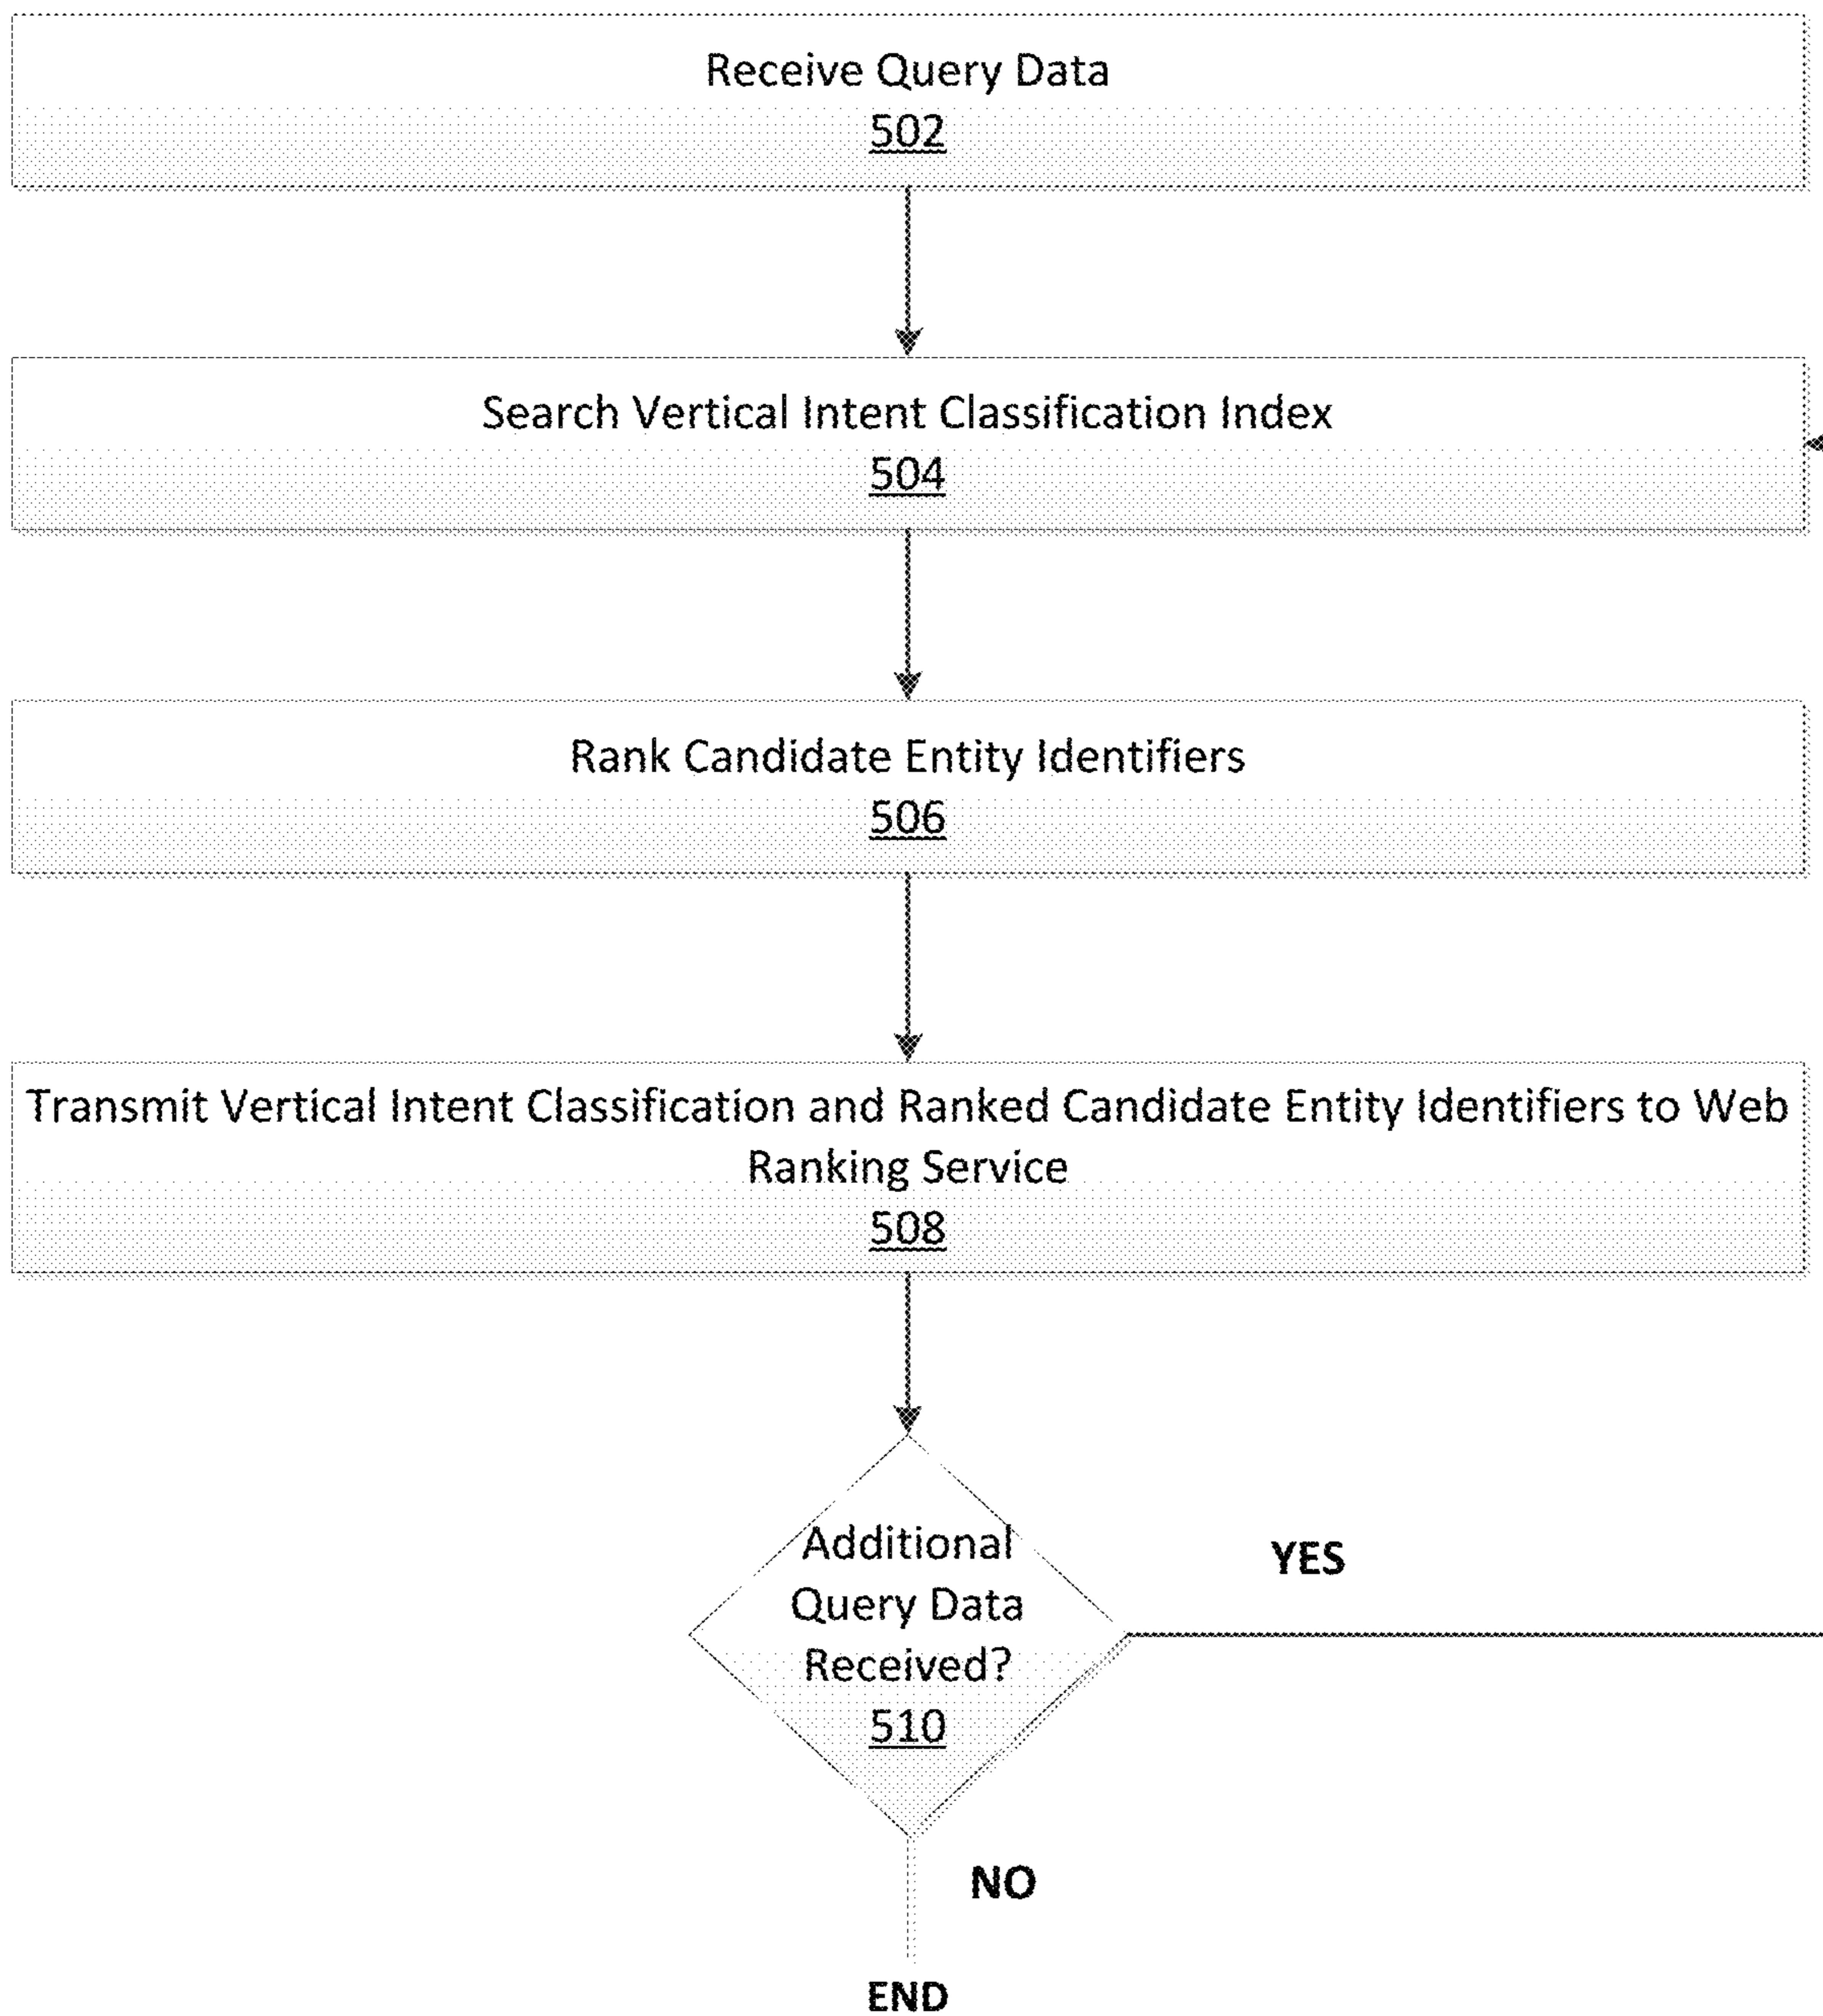 Receive Query Data
502
Search Vertical Intent Classification Index
504
Rank Candidate Entity Identifiers
506
Transmit Vertical Intent Classification and Ranked Candidate Entity Identifiers to Web
Ranking Service
508
Additional
Query Data
Received?
510
YES
NO
END